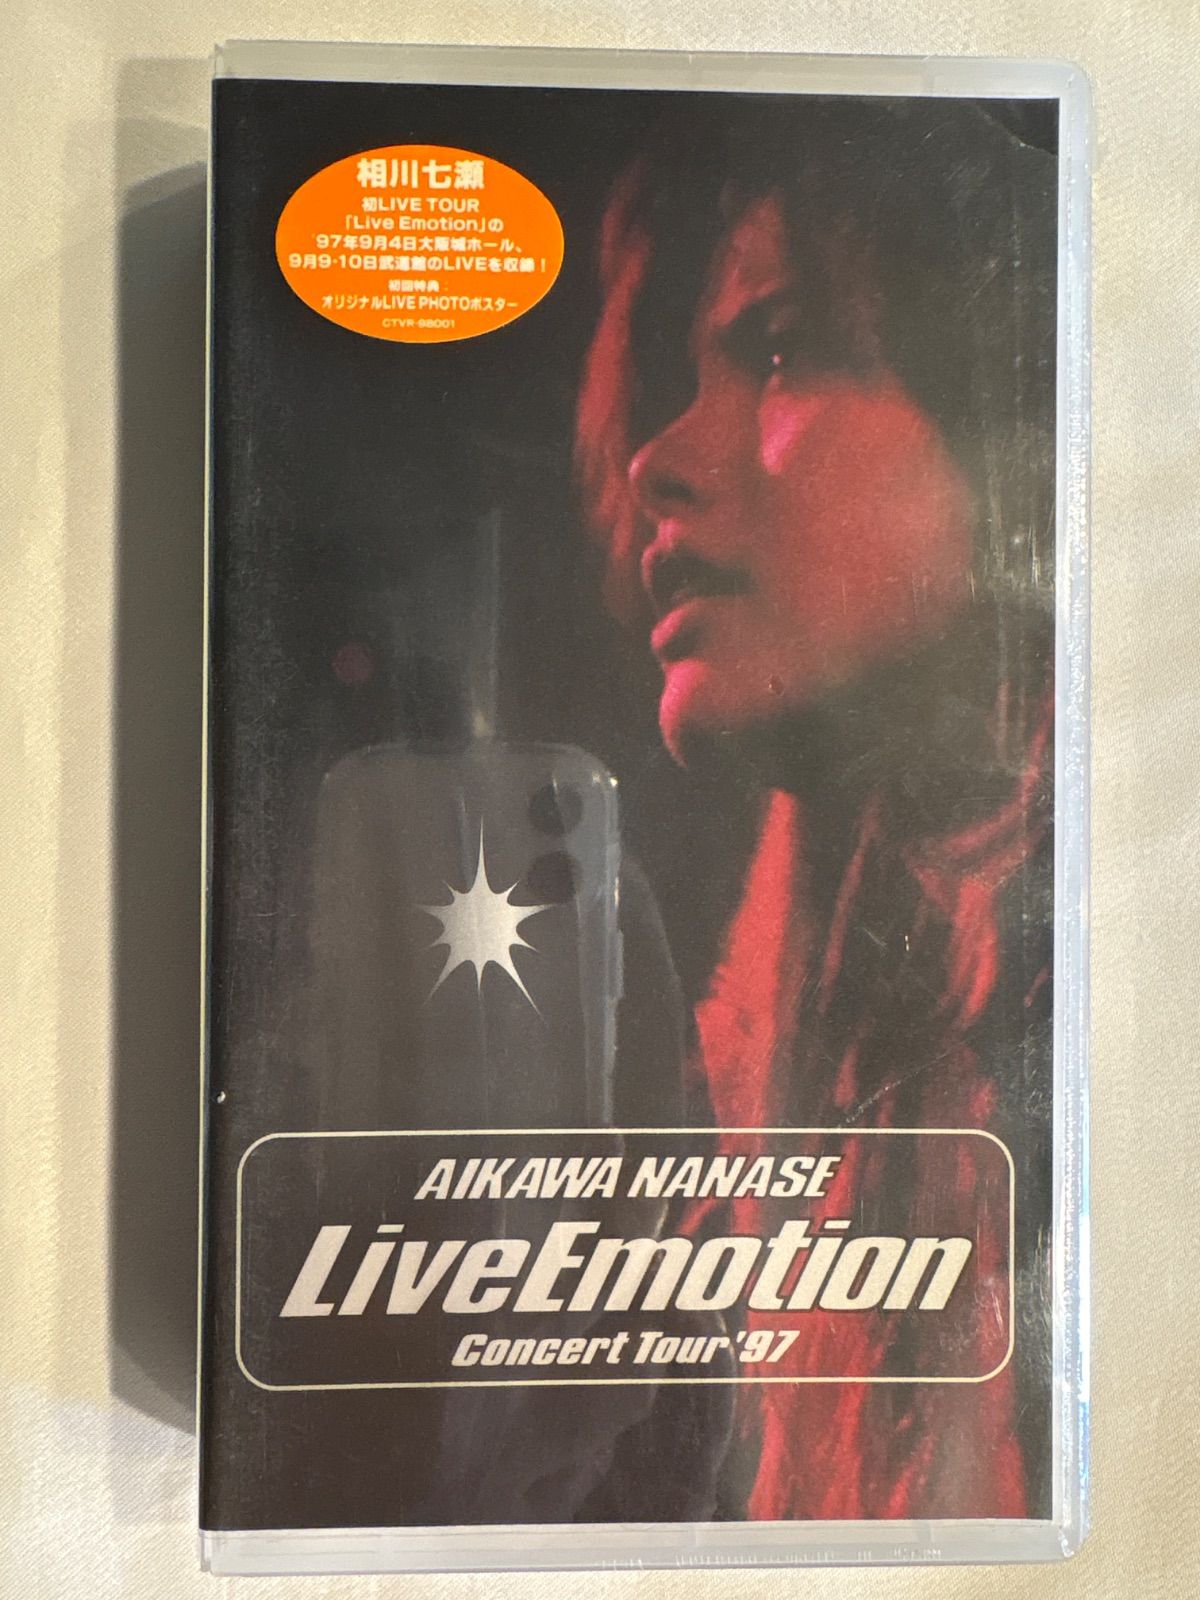 相川七瀬
初LIVE TOUR
「Live Emotion」の
'97年9月4日大阪城ホール、
9月9・10日武道館のLIVEを収録！
初回特典：
オリジナルLIVE PHOTOポスター
CTVR-98001
AIKAWA NANASE
LiveEmotion
Concert Tour '97